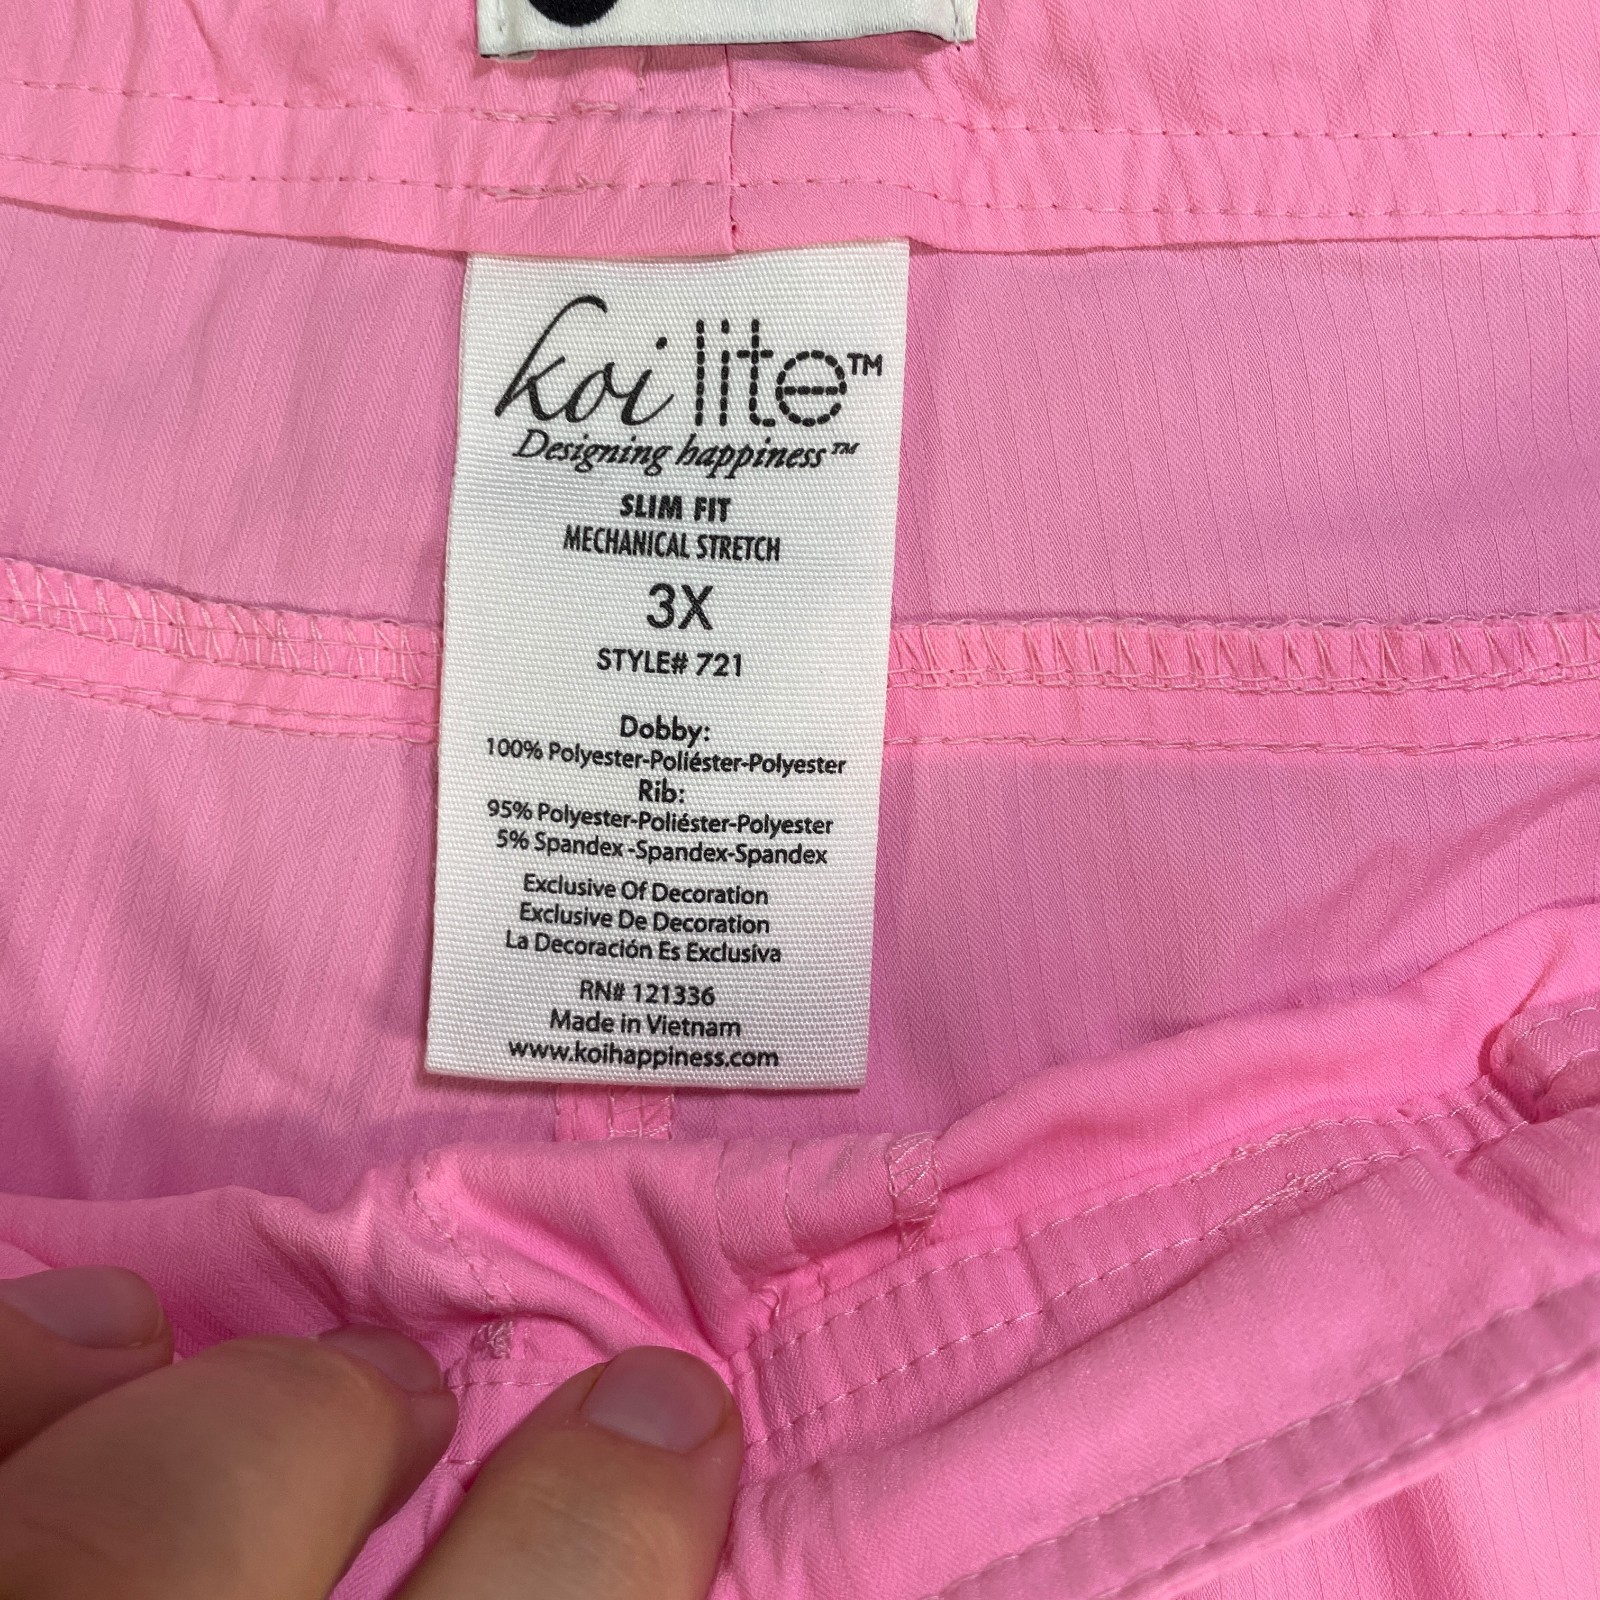 koi lite™
Designing happiness™
SLIM FIT
MECHANICAL STRETCH
3X
STYLE# 721
Dobby:
100% Polyester-Poliéster-Polyester
Rib:
95% Polyester-Poliéster-Polyester
5% Spandex -Spandex-Spandex
Exclusive Of Decoration
Exclusive De Decoration
La Decoración Es Exclusiva
RN# 121336
Made in Vietnam
www.koihappiness.com